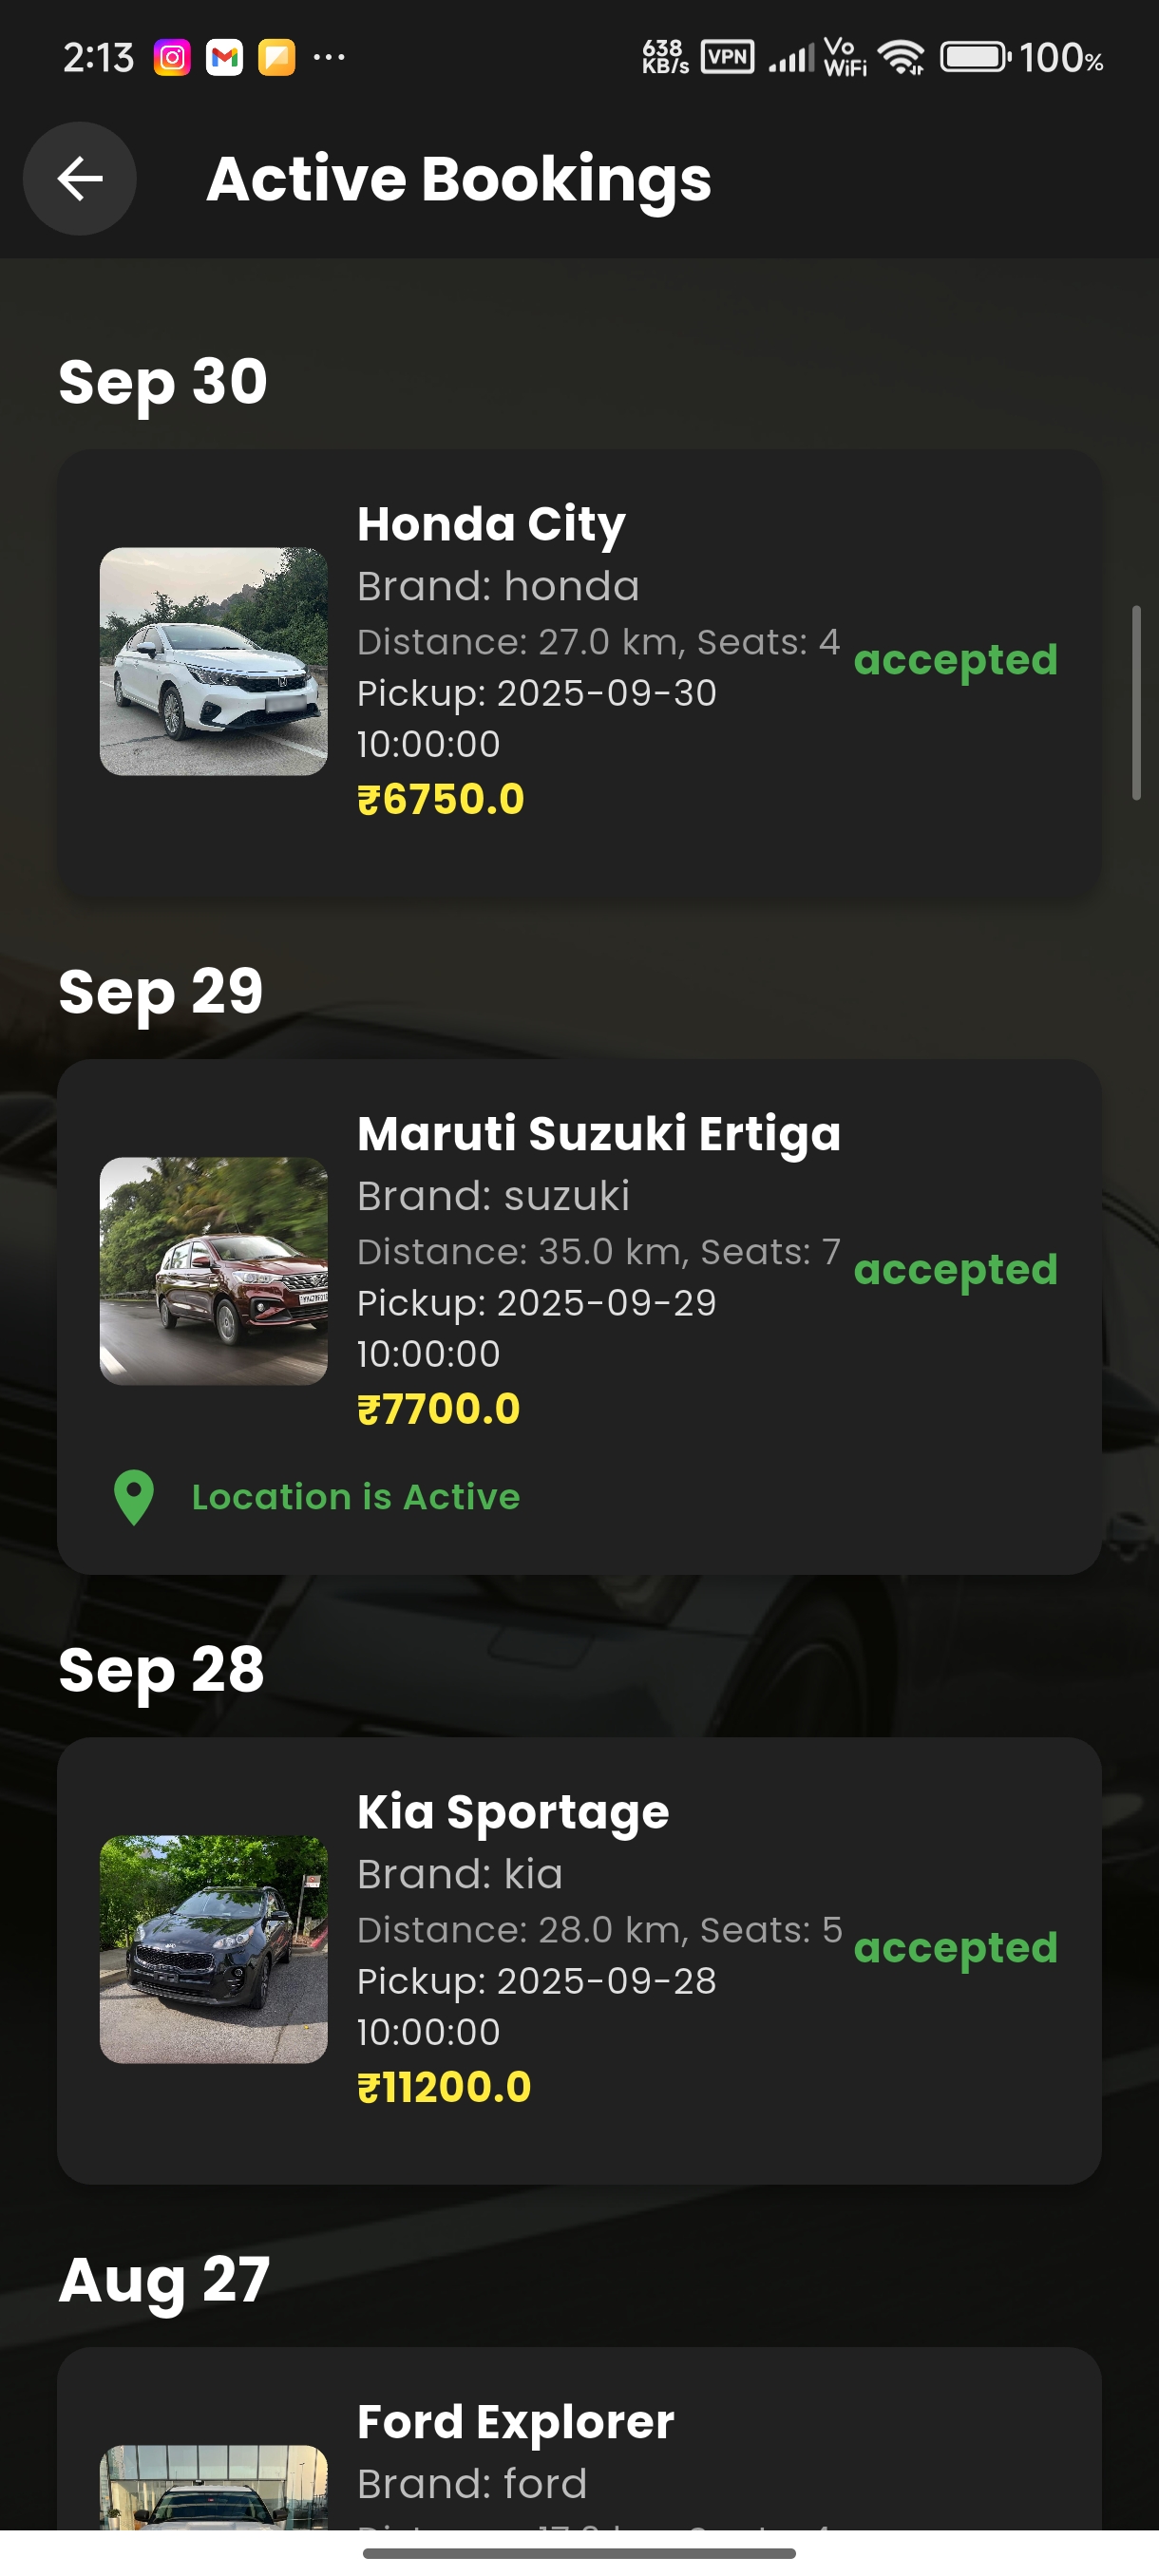 2:13
638
KB/s
VPN
Vo
WiFi
100%
Active Bookings
Sep 30
Honda City
Brand: honda
Distance: 27.0 km, Seats: 4
accepted
Pickup: 2025-09-30
10:00:00
₹6750.0
Sep 29
Maruti Suzuki Ertiga
Brand: suzuki
Distance: 35.0 km, Seats: 7
accepted
Pickup: 2025-09-29
10:00:00
₹7700.0
Location is Active
Sep 28
Kia Sportage
Brand: kia
Distance: 28.0 km, Seats: 5
accepted
Pickup: 2025-09-28
10:00:00
₹11200.0
Aug 27
Ford Explorer
Brand: ford